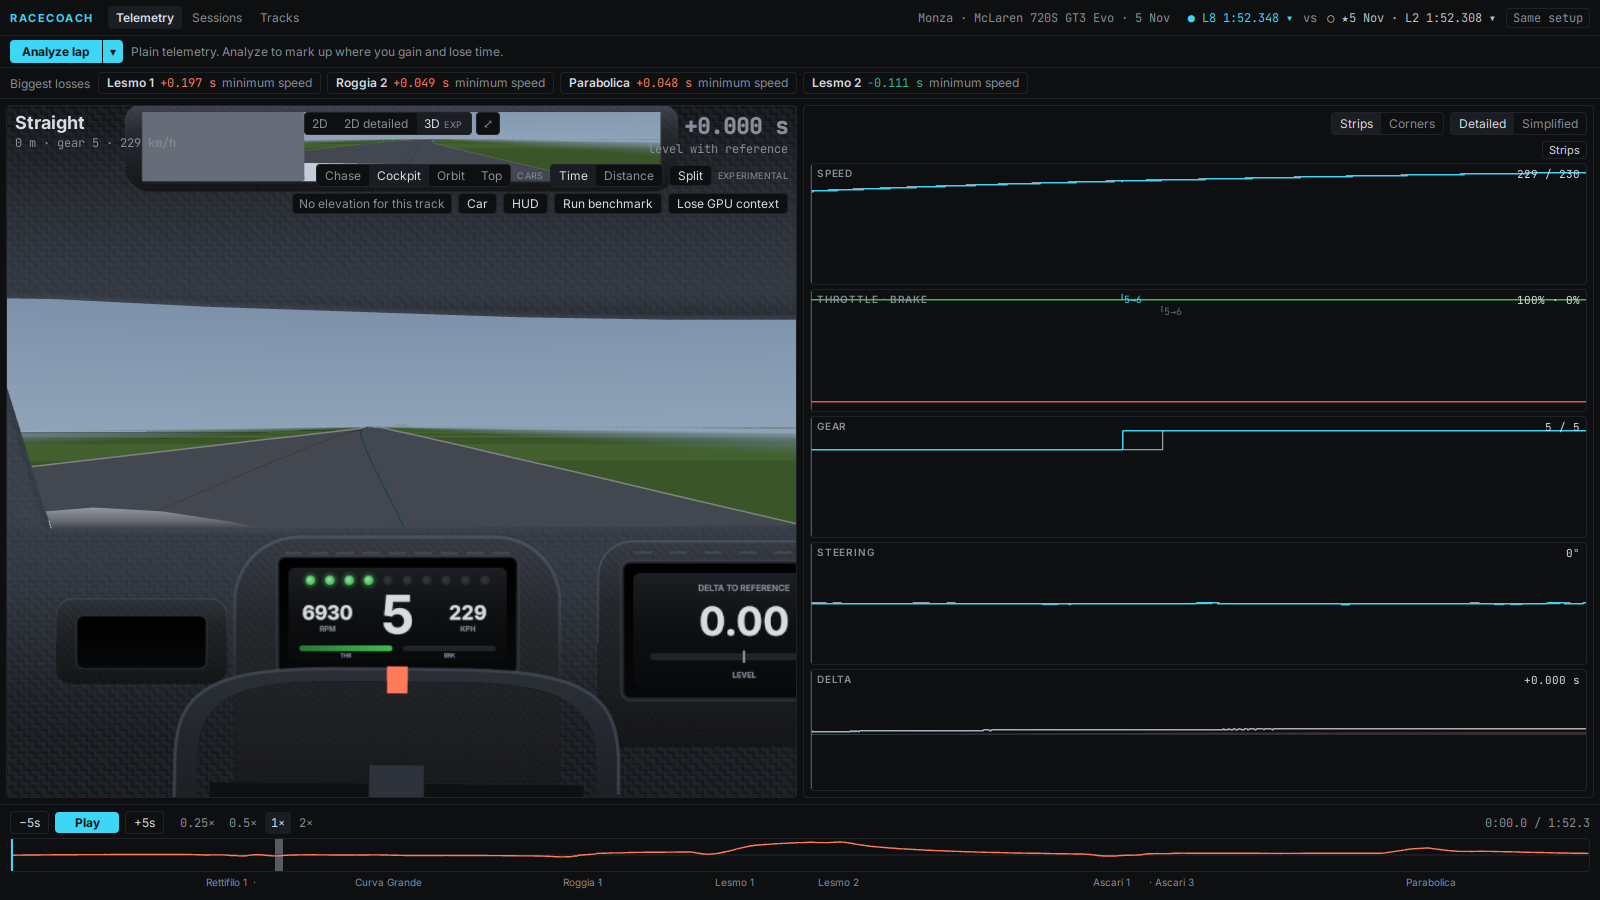 RACECOACH Telemetry Sessions Tracks Monza · McLaren 720S GT3 Evo · 5 Nov ● L8 1:52.348 ▾ vs ○ ★5 Nov · L2 1:52.308 ▾ Same setup
Analyze lap ▾ Plain telemetry. Analyze to mark up where you gain and lose time.
Biggest losses Lesmo 1 +0.197 s minimum speed Roggia 2 +0.049 s minimum speed Parabolica +0.048 s minimum speed Lesmo 2 -0.111 s minimum speed
Straight
0 m · gear 5 · 229 km/h
2D 2D detailed 3D EXP ⤢
+0.000 s
level with reference
Chase Cockpit Orbit Top CARS Time Distance Split EXPERIMENTAL
No elevation for this track Car HUD Run benchmark Lose GPU context
6930
RPM
5
229
KPH
THR
BRK
DELTA TO REFERENCE
0.00
LEVEL
Strips Corners Detailed Simplified
Strips
SPEED 229 / 230
THROTTLE BRAKE 5→6 100% · 0%
5→6
GEAR 5 / 5
STEERING 0°
DELTA +0.000 s
−5s Play +5s 0.25× 0.5× 1× 2× 0:00.0 / 1:52.3
Rettifilo 1 · Curva Grande Roggia 1 Lesmo 1 Lesmo 2 Ascari 1 · Ascari 3 Parabolica